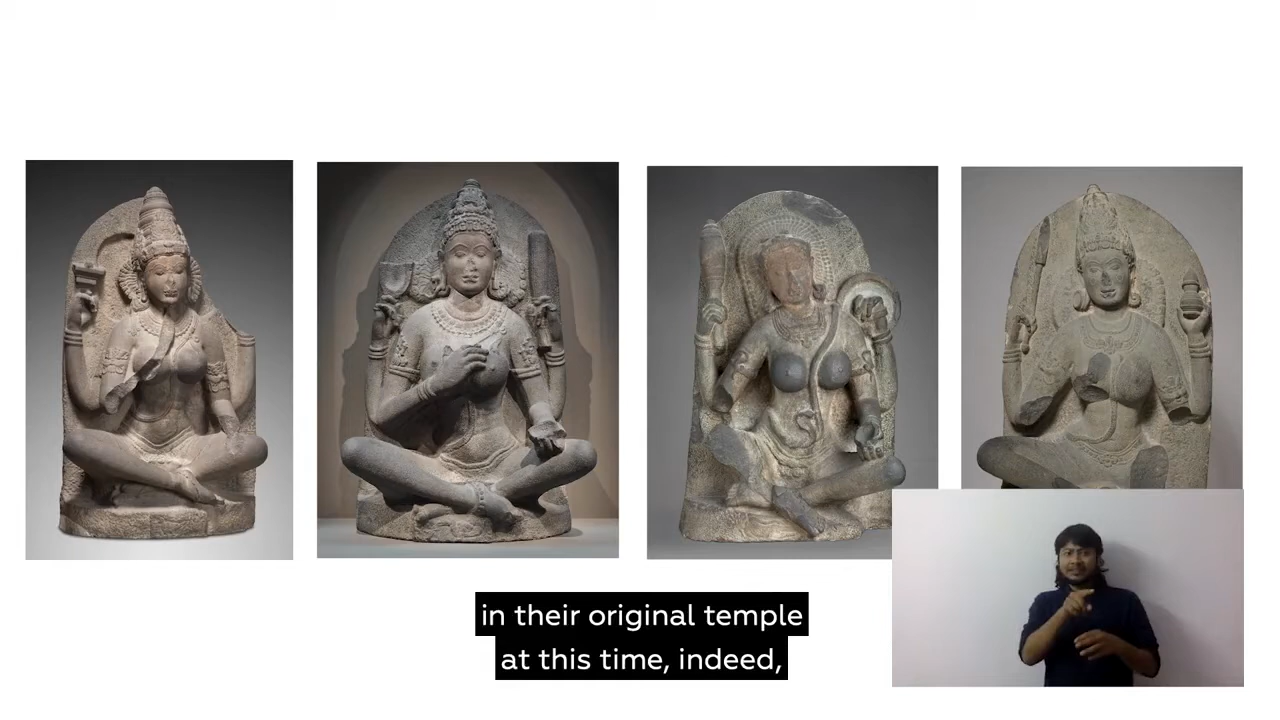 in their original temple
at this time, indeed,